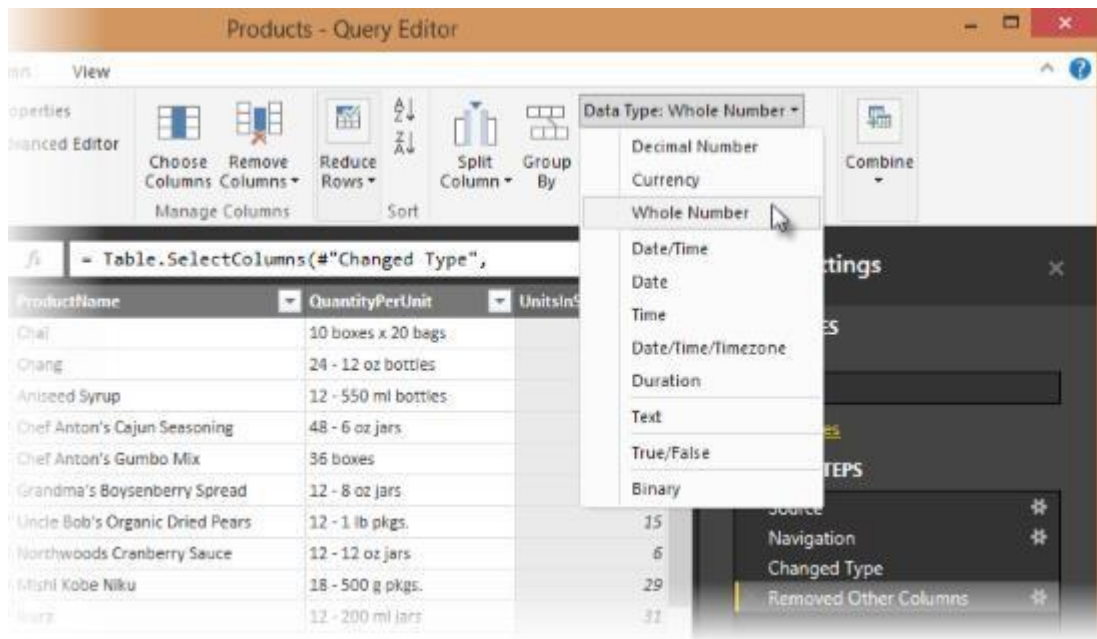 Products - Query Editor
View
Advanced Editor
Choose Columns
Remove Columns
Manage Columns
Reduce Rows
Sort
Split Column
Group By
Data Type: Whole Number
Decimal Number
Currency
Whole Number
Date/Time
Date
Time
Date/Time/Timezone
Duration
Text
True/False
Binary
Combine
= Table.SelectColumns(#"Changed Type",
ProductName QuantityPerUnit
Chai 10 boxes x 20 bags
Chang 24 - 12 oz bottles
Aniseed Syrup 12 - 550 ml bottles
Chef Anton's Cajun Seasoning 48 - 6 oz jars
Chef Anton's Gumbo Mix 36 boxes
Grandma's Boysenberry Spread 12 - 8 oz jars
Uncle Bob's Organic Dried Pears 12 - 1 lb pkgs. 15
Northwoods Cranberry Sauce 12 - 12 oz jars 6
Mishi Kobe Niku 18 - 500 g pkgs. 29
12 - 200 ml jars 31
Source
Navigation
Changed Type
Removed Other Columns